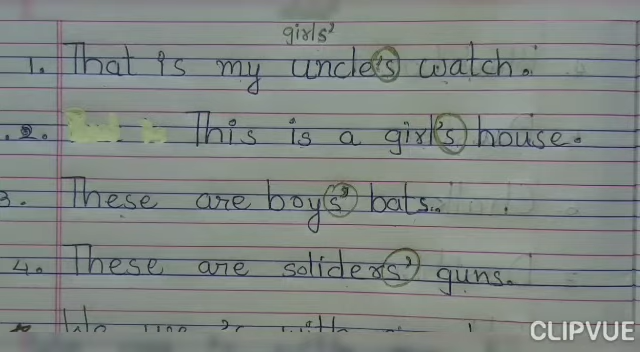 girls'
1. That is my uncle's watch.
2. This is a girl's house.
3. These are boys' bats.
4. These are soliders' guns.
CLIPVUE